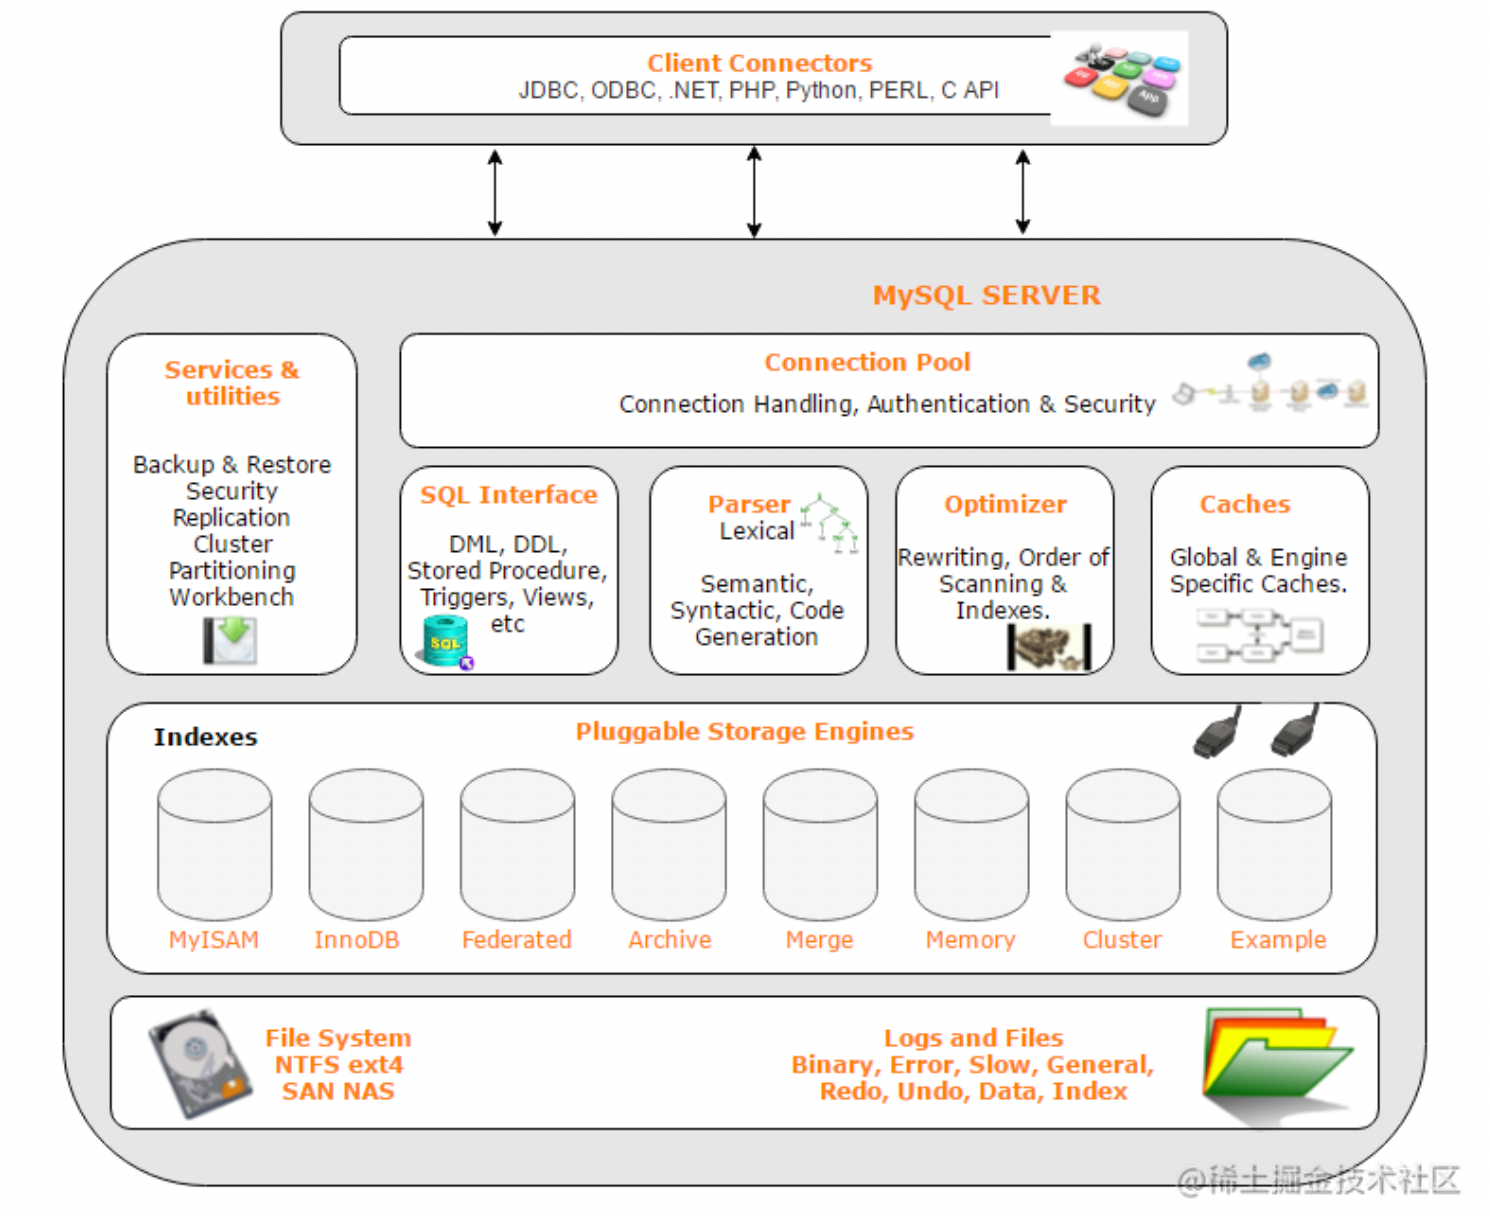 Client Connectors
JDBC, ODBC, .NET, PHP, Python, PERL, C API
App
MySQL SERVER
Services &
utilities
Backup & Restore
Security
Replication
Cluster
Partitioning
Workbench
Connection Pool
Connection Handling, Authentication & Security
SQL Interface
DML, DDL,
Stored Procedure,
Triggers, Views,
etc
SQL
Parser
Lexical
Semantic,
Syntactic, Code
Generation
Optimizer
Rewriting, Order of
Scanning &
Indexes.
Caches
Global & Engine
Specific Caches.
Indexes
Pluggable Storage Engines
MyISAM
InnoDB
Federated
Archive
Merge
Memory
Cluster
Example
File System
NTFS ext4
SAN NAS
Logs and Files
Binary, Error, Slow, General,
Redo, Undo, Data, Index
@稀土掘金技术社区